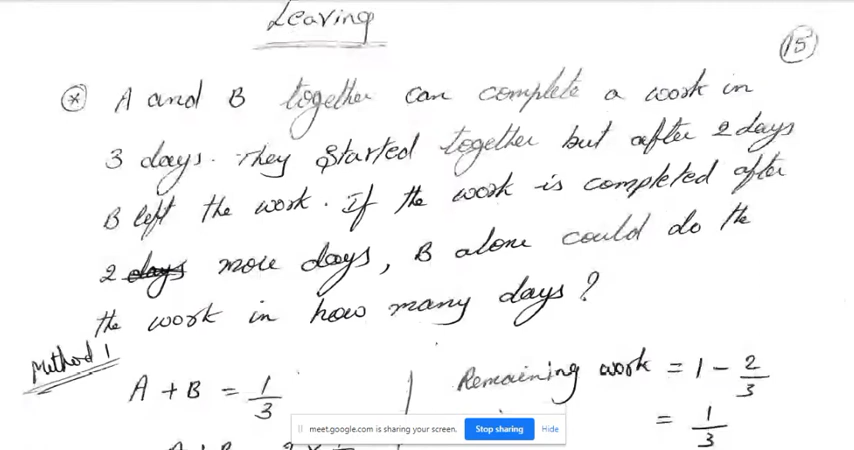 Leaving
15
* A and B together can complete a work in
3 days. They started together but after 2 days
B left the work. If the work is completed after
2 days more days, B alone could do the
the work in how many days?
Method 1
A + B = 1/3
Remaining work = 1 - 2/3
= 1/3
meet.google.com is sharing your screen. Stop sharing Hide